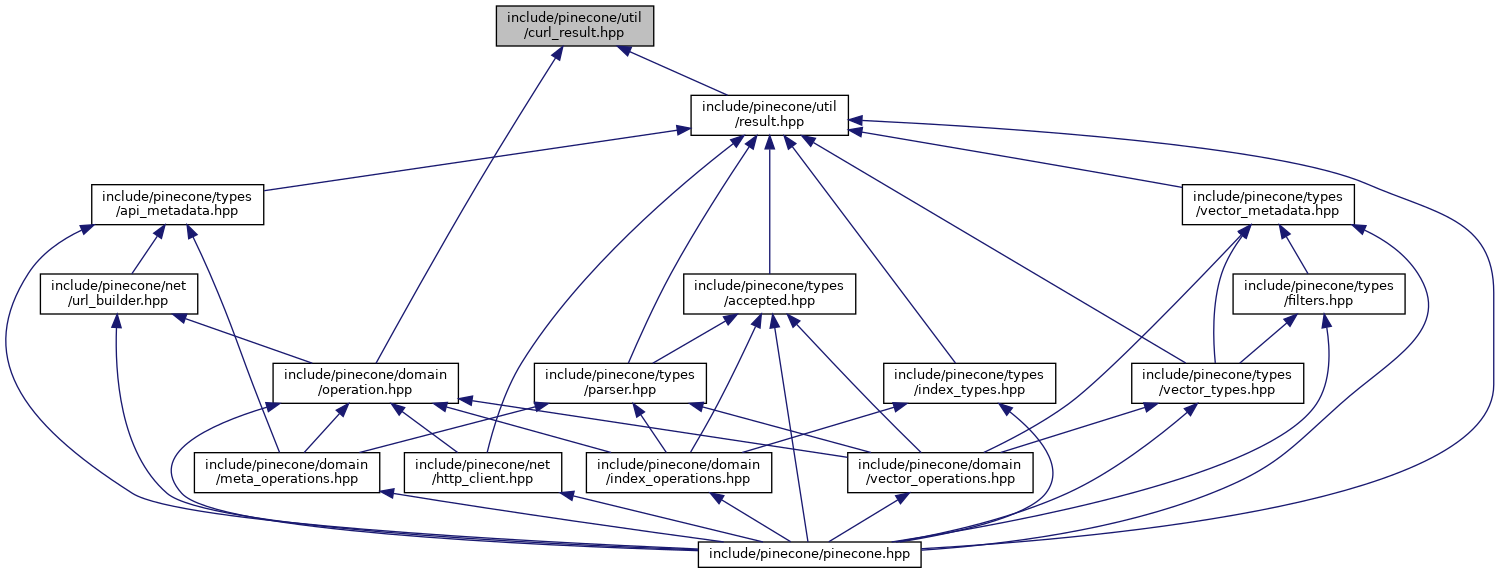 include/pinecone/util
/curl_result.hpp
include/pinecone/util
/result.hpp
include/pinecone/types
/api_metadata.hpp
include/pinecone/types
/vector_metadata.hpp
include/pinecone/net
/url_builder.hpp
include/pinecone/types
/accepted.hpp
include/pinecone/types
/filters.hpp
include/pinecone/domain
/operation.hpp
include/pinecone/types
/parser.hpp
include/pinecone/types
/index_types.hpp
include/pinecone/types
/vector_types.hpp
include/pinecone/domain
/meta_operations.hpp
include/pinecone/net
/http_client.hpp
include/pinecone/domain
/index_operations.hpp
include/pinecone/domain
/vector_operations.hpp
include/pinecone/pinecone.hpp